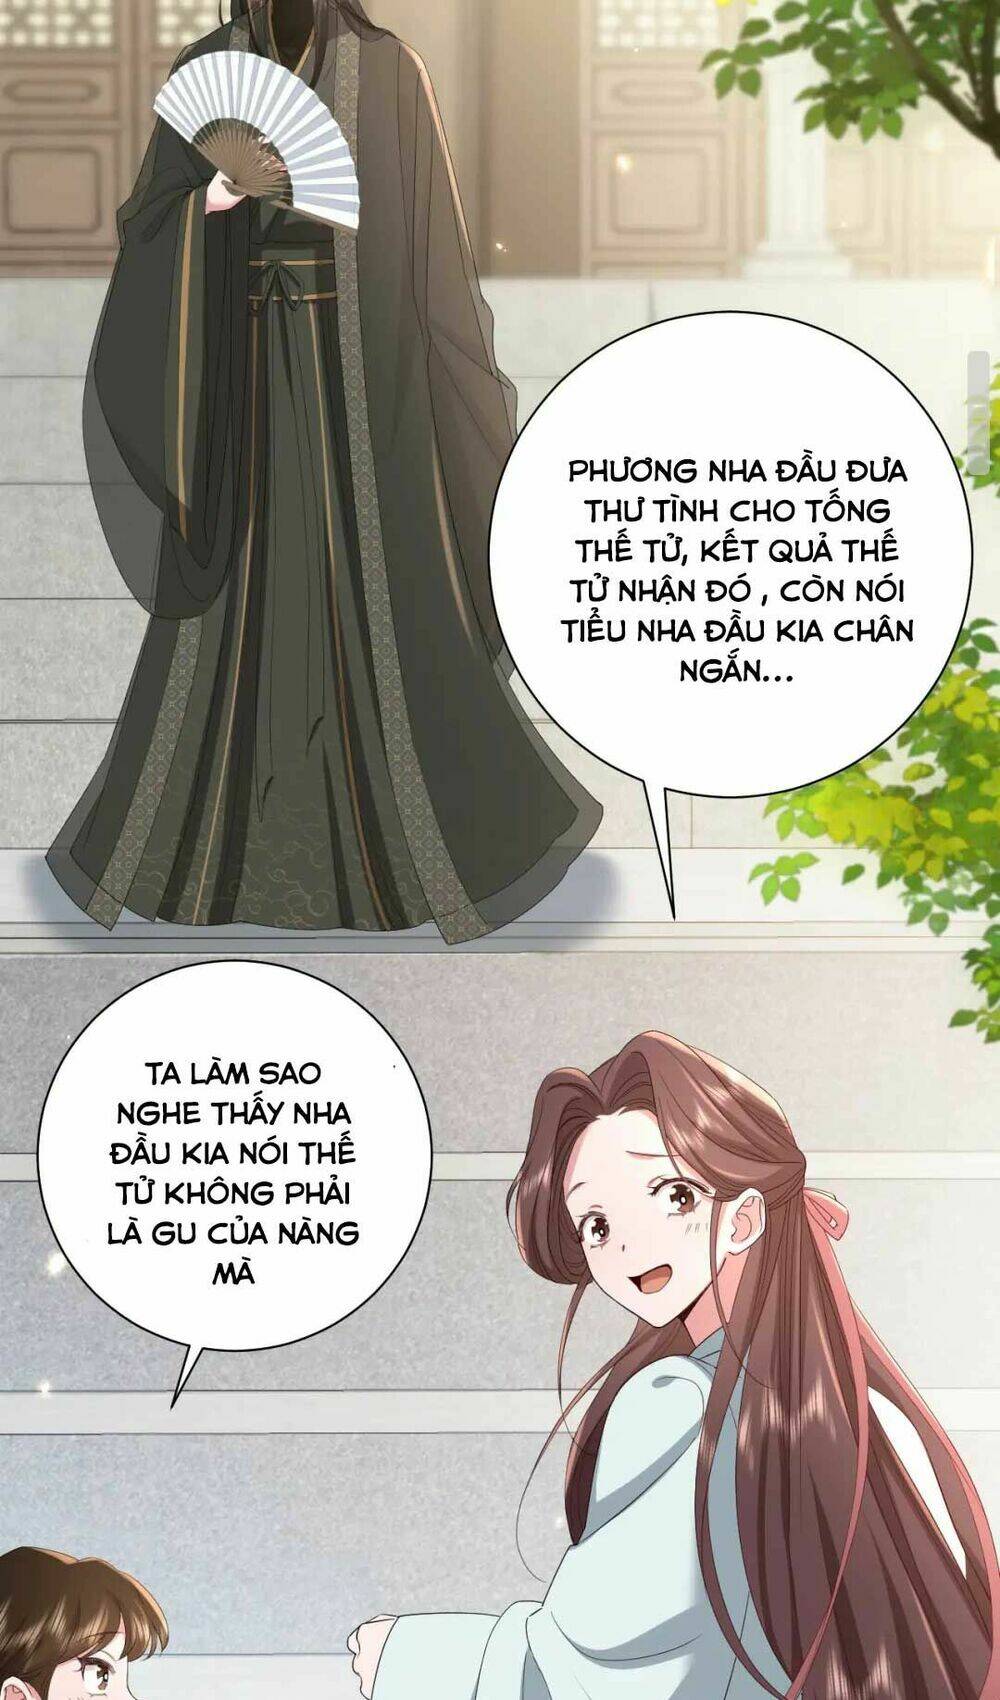 PHƯƠNG NHA ĐẦU ĐƯA
THƯ TÌNH CHO TỐNG
THẾ TỬ, KẾT QUẢ THẾ
TỬ NHẬN ĐÓ , CÒN NÓI
TIỂU NHA ĐẦU KIA CHÂN
NGẮN...
TA LÀM SAO
NGHE THẤY NHA
ĐẦU KIA NÓI THẾ
TỬ KHÔNG PHẢI
LÀ GU CỦA NÀNG
MÀ